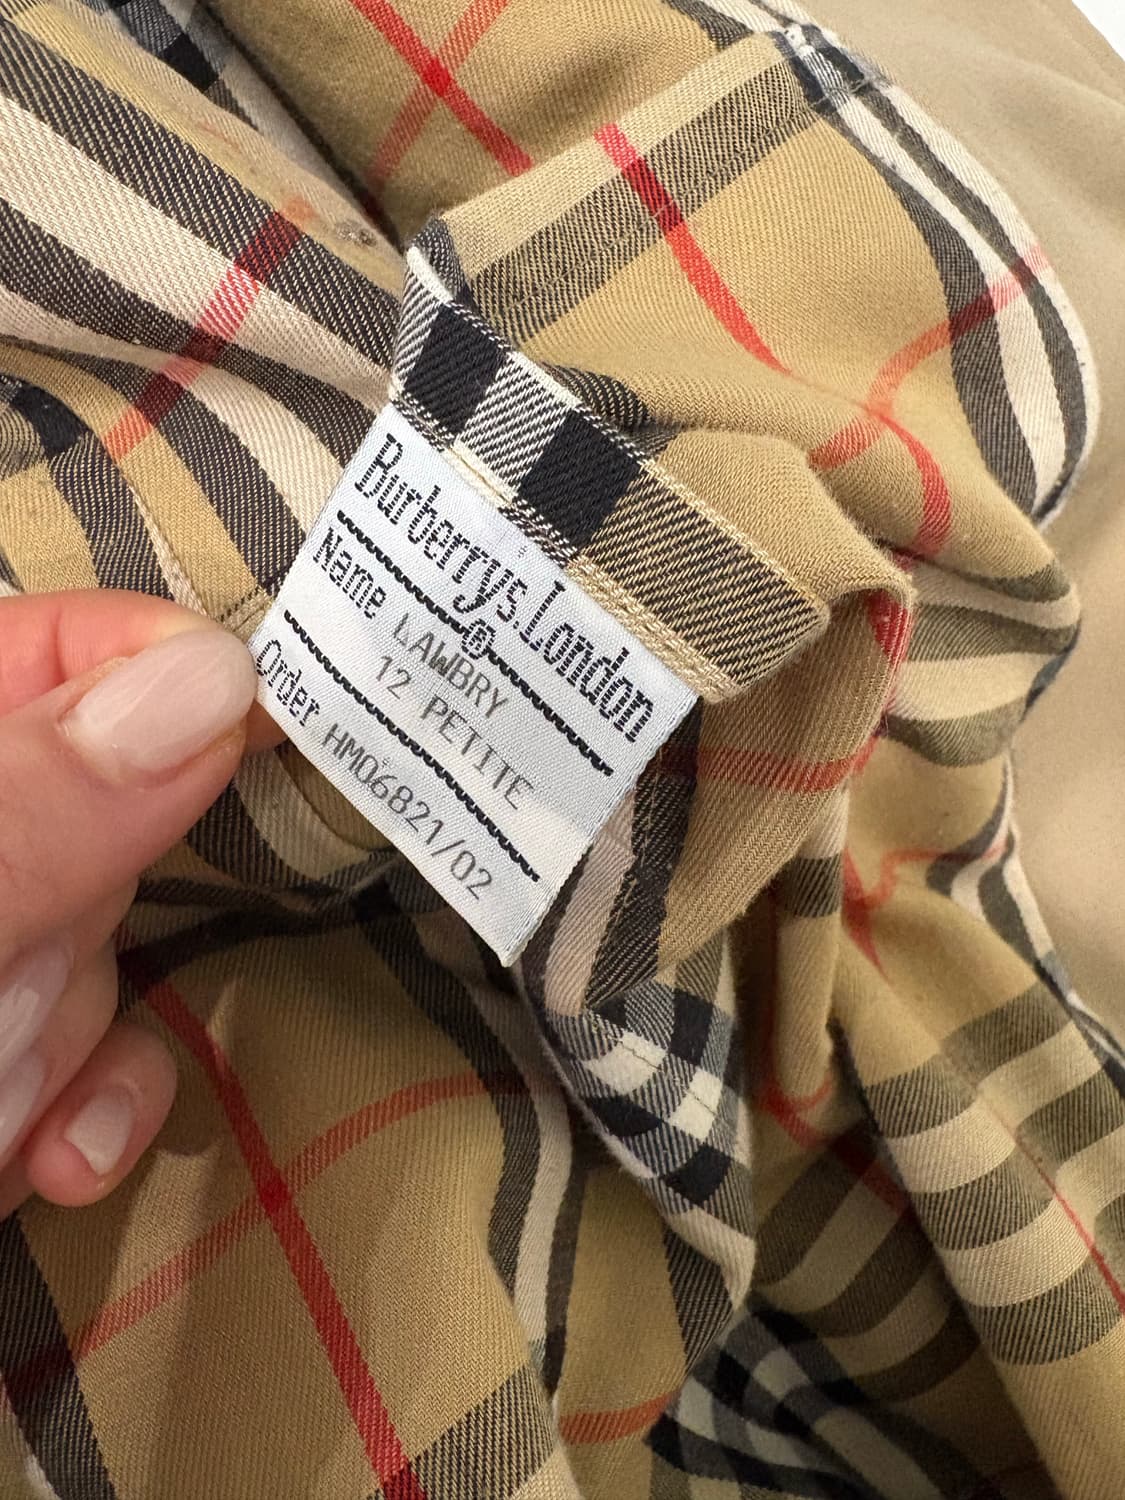 Burberrys London
®
Name LAWBRY
12 PETITE
Order HM06821/02